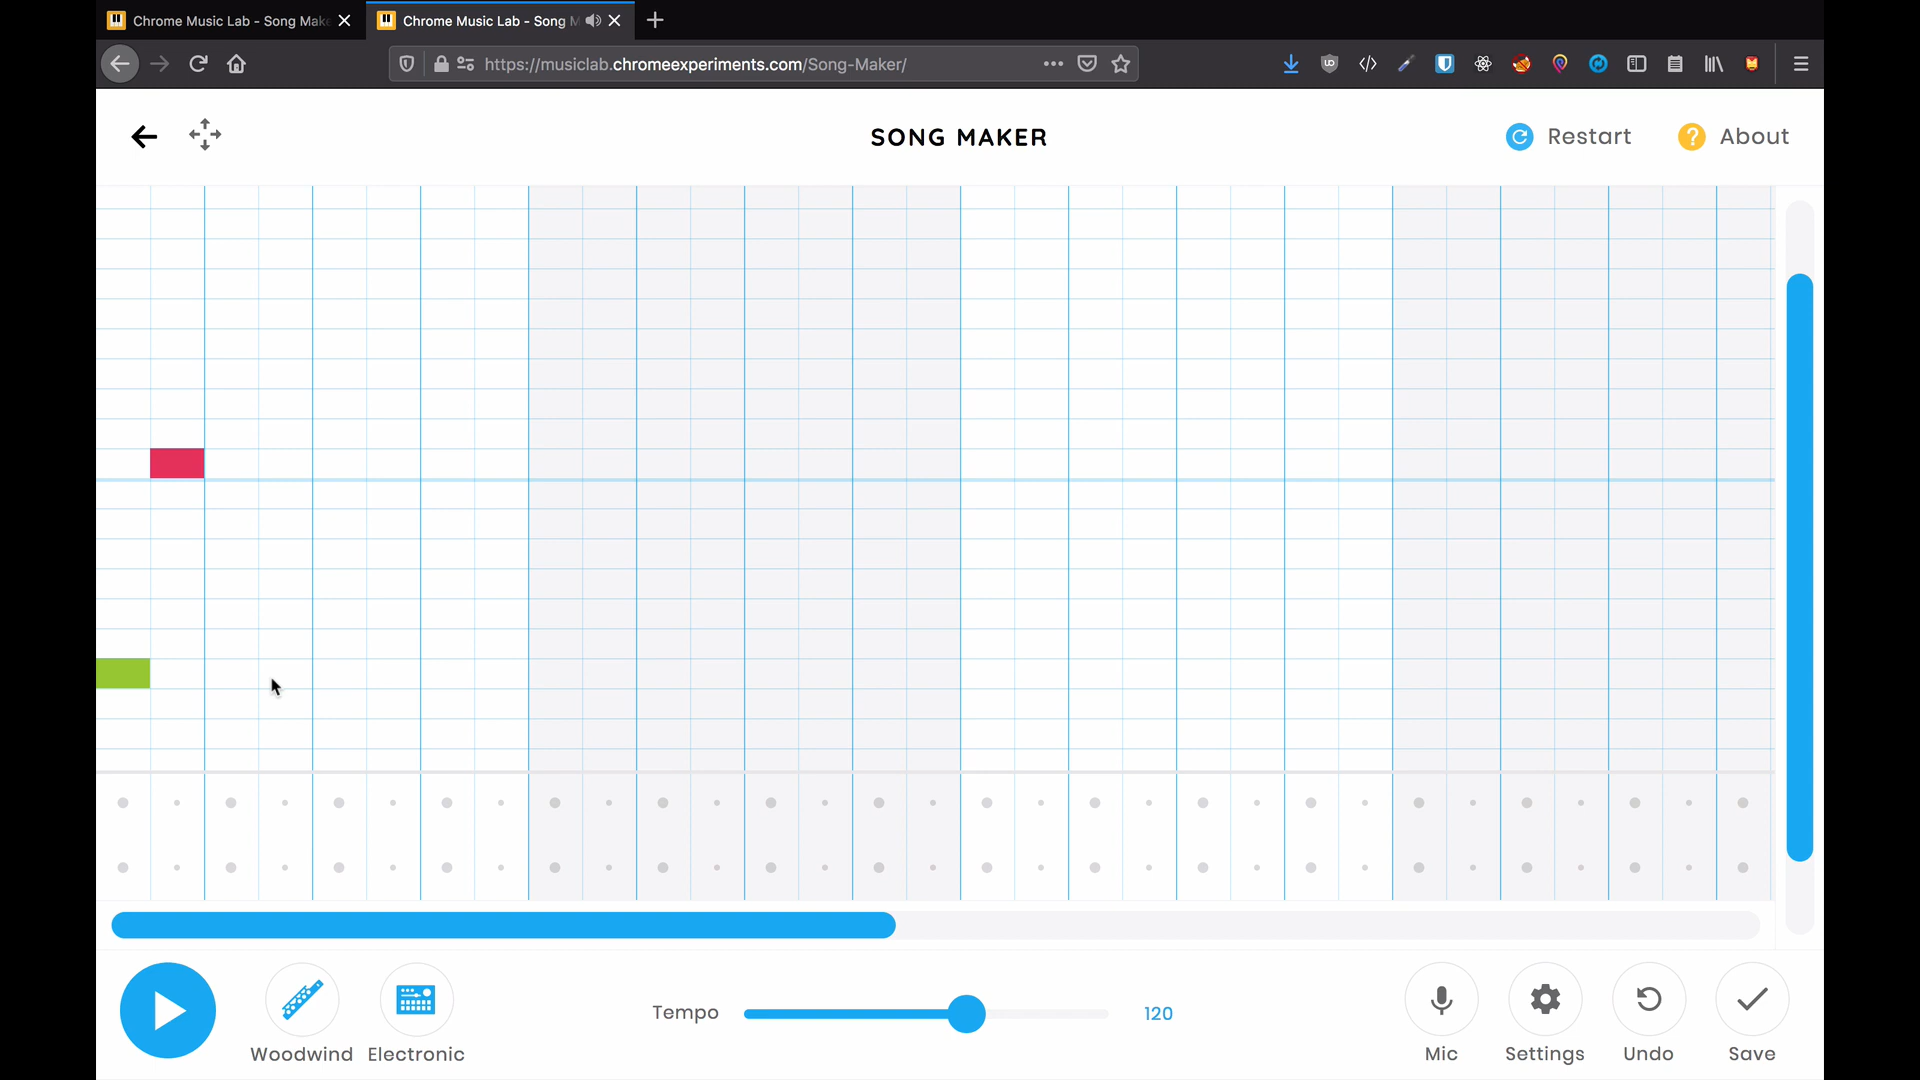 Chrome Music Lab - Song Make
Chrome Music Lab - Song M
https://musiclab.chromeexperiments.com/Song-Maker/
SONG MAKER
Restart
? About
Woodwind
Electronic
Tempo
120
Mic
Settings
Undo
Save